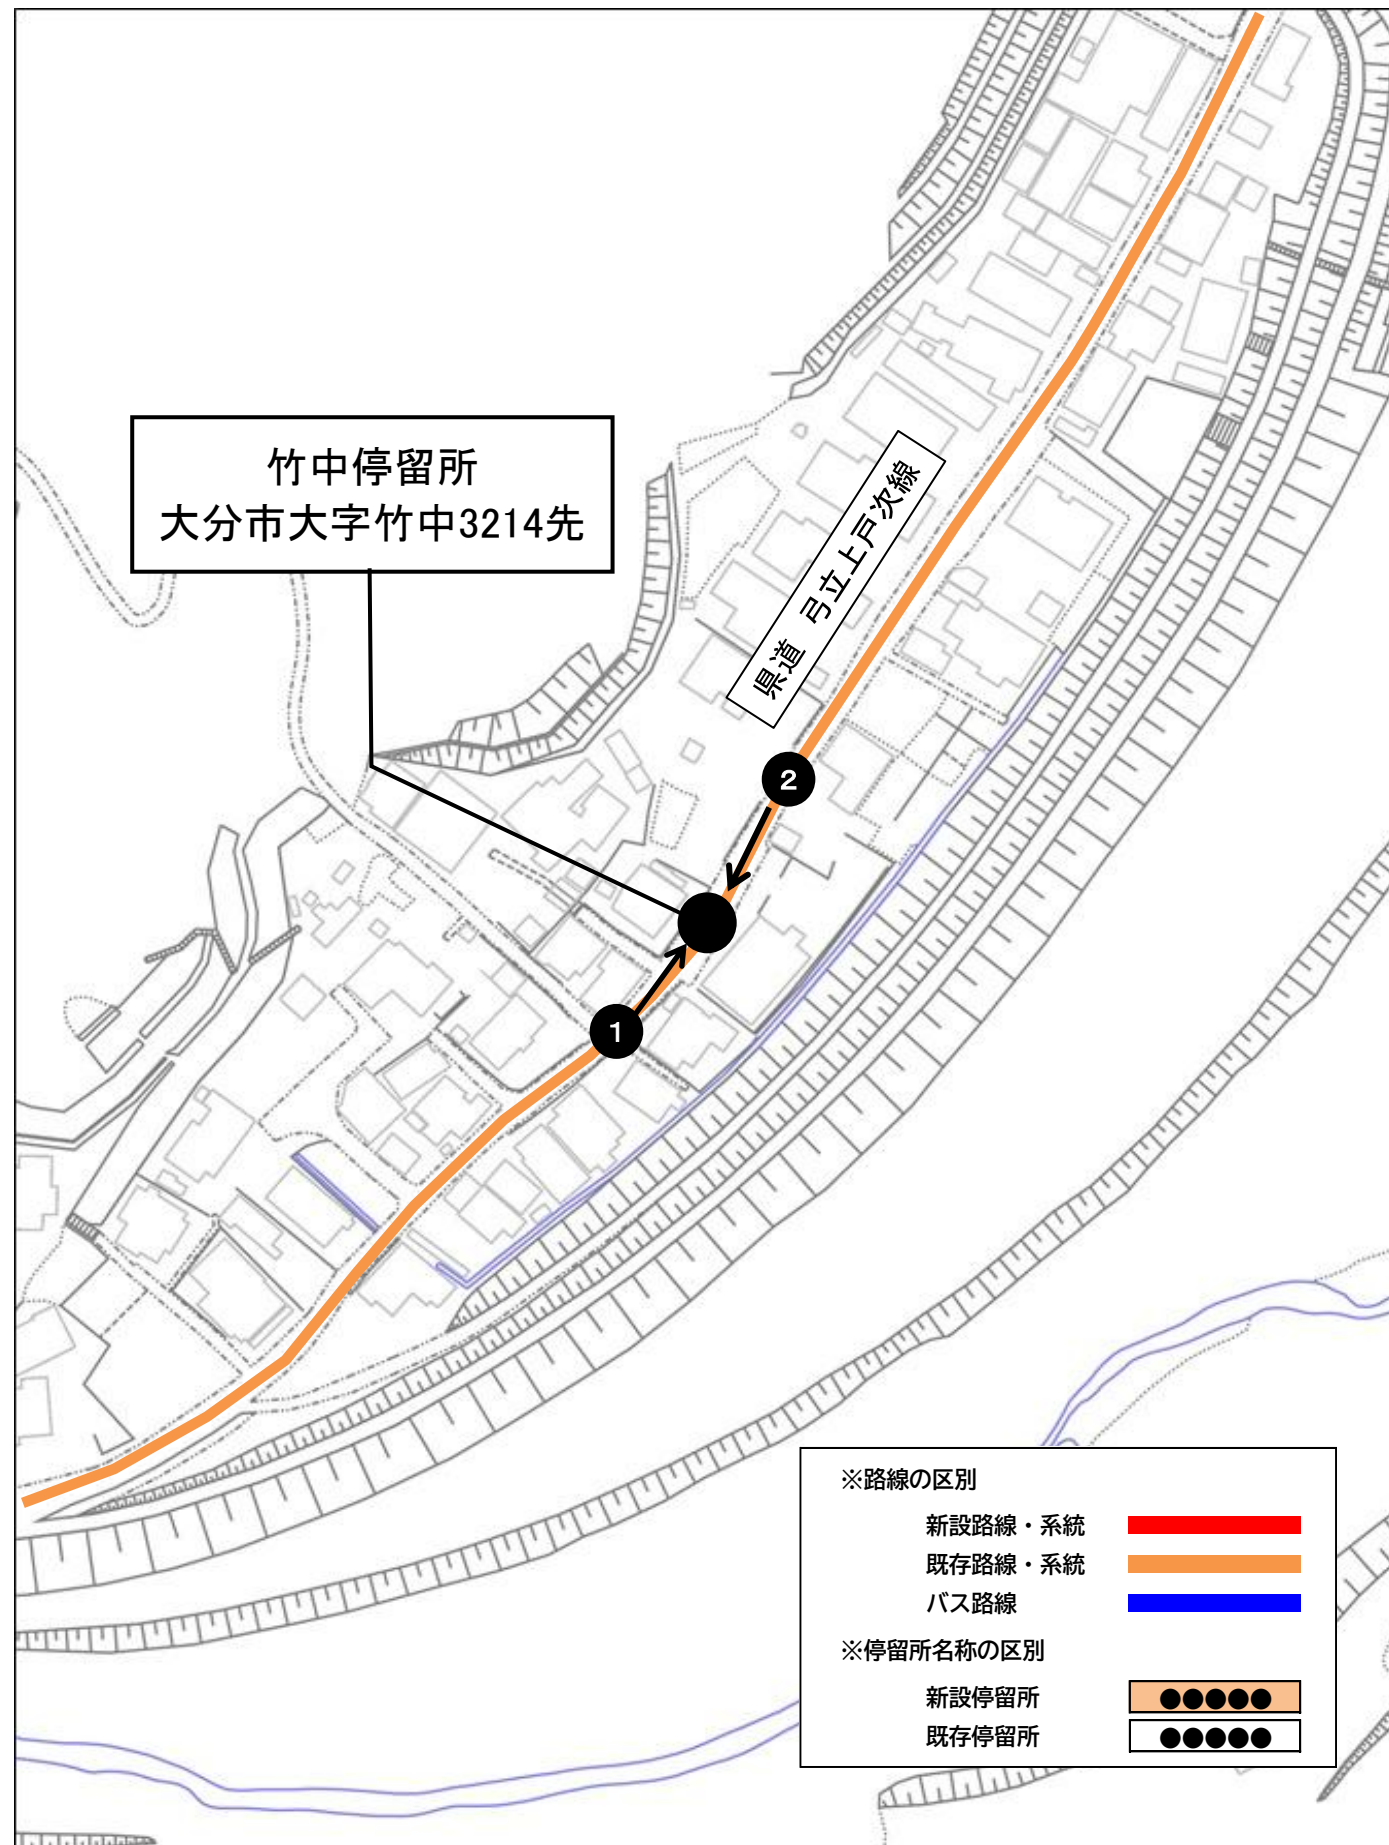 竹中停留所
大分市大字竹中3214先
県道 弓立上戸次線
2
1
※路線の区別
新設路線・系統
既存路線・系統
バス路線
※停留所名称の区別
新設停留所 ●●●●●
既存停留所 ●●●●●